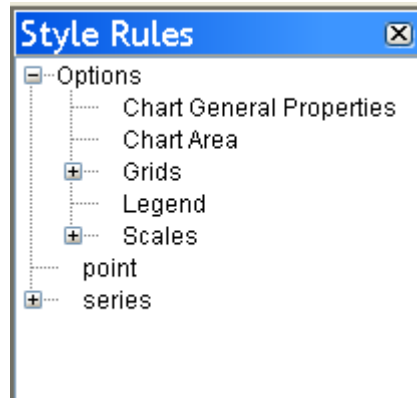 Style Rules
Options
Chart General Properties
Chart Area
Grids
Legend
Scales
point
series